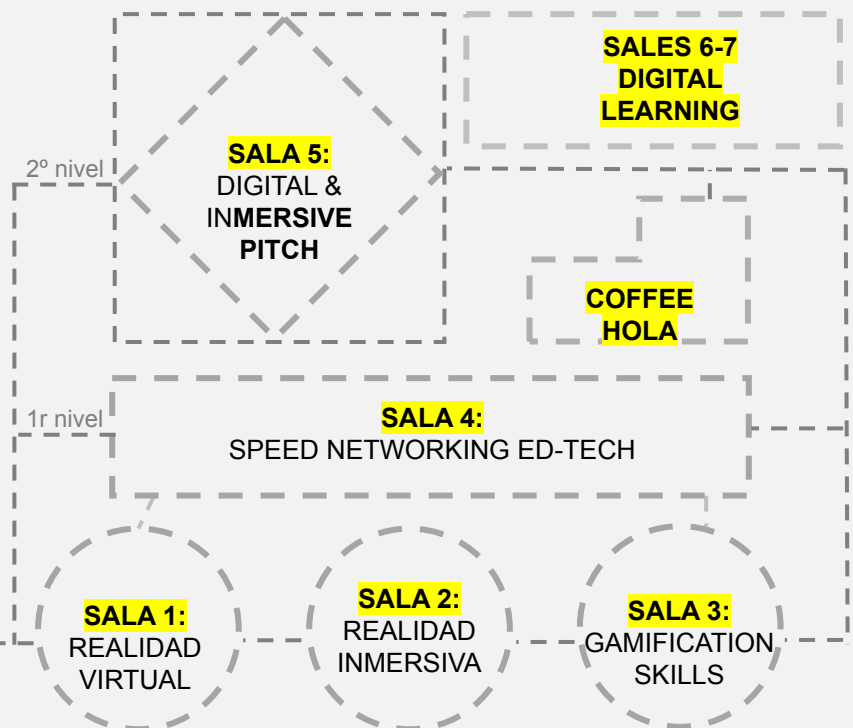 SALES 6-7
DIGITAL
LEARNING
2º nivel
SALA 5:
DIGITAL &
INMERSIVE
PITCH
COFFEE
HOLA
1r nivel
SALA 4:
SPEED NETWORKING ED-TECH
SALA 1:
REALIDAD
VIRTUAL
SALA 2:
REALIDAD
INMERSIVA
SALA 3:
GAMIFICATION
SKILLS